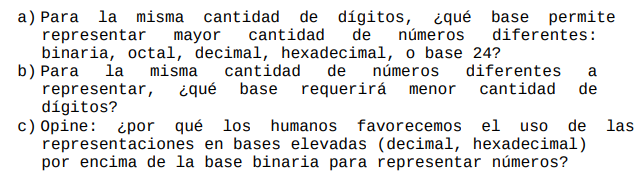 a) Para la misma cantidad de dígitos, ¿qué base permite
representar mayor cantidad de números diferentes:
binaria, octal, decimal, hexadecimal, o base 24?
b) Para la misma cantidad de números diferentes a
representar, ¿qué base requerirá menor cantidad de
dígitos?
c) Opine: ¿por qué los humanos favorecemos el uso de las
representaciones en bases elevadas (decimal, hexadecimal)
por encima de la base binaria para representar números?